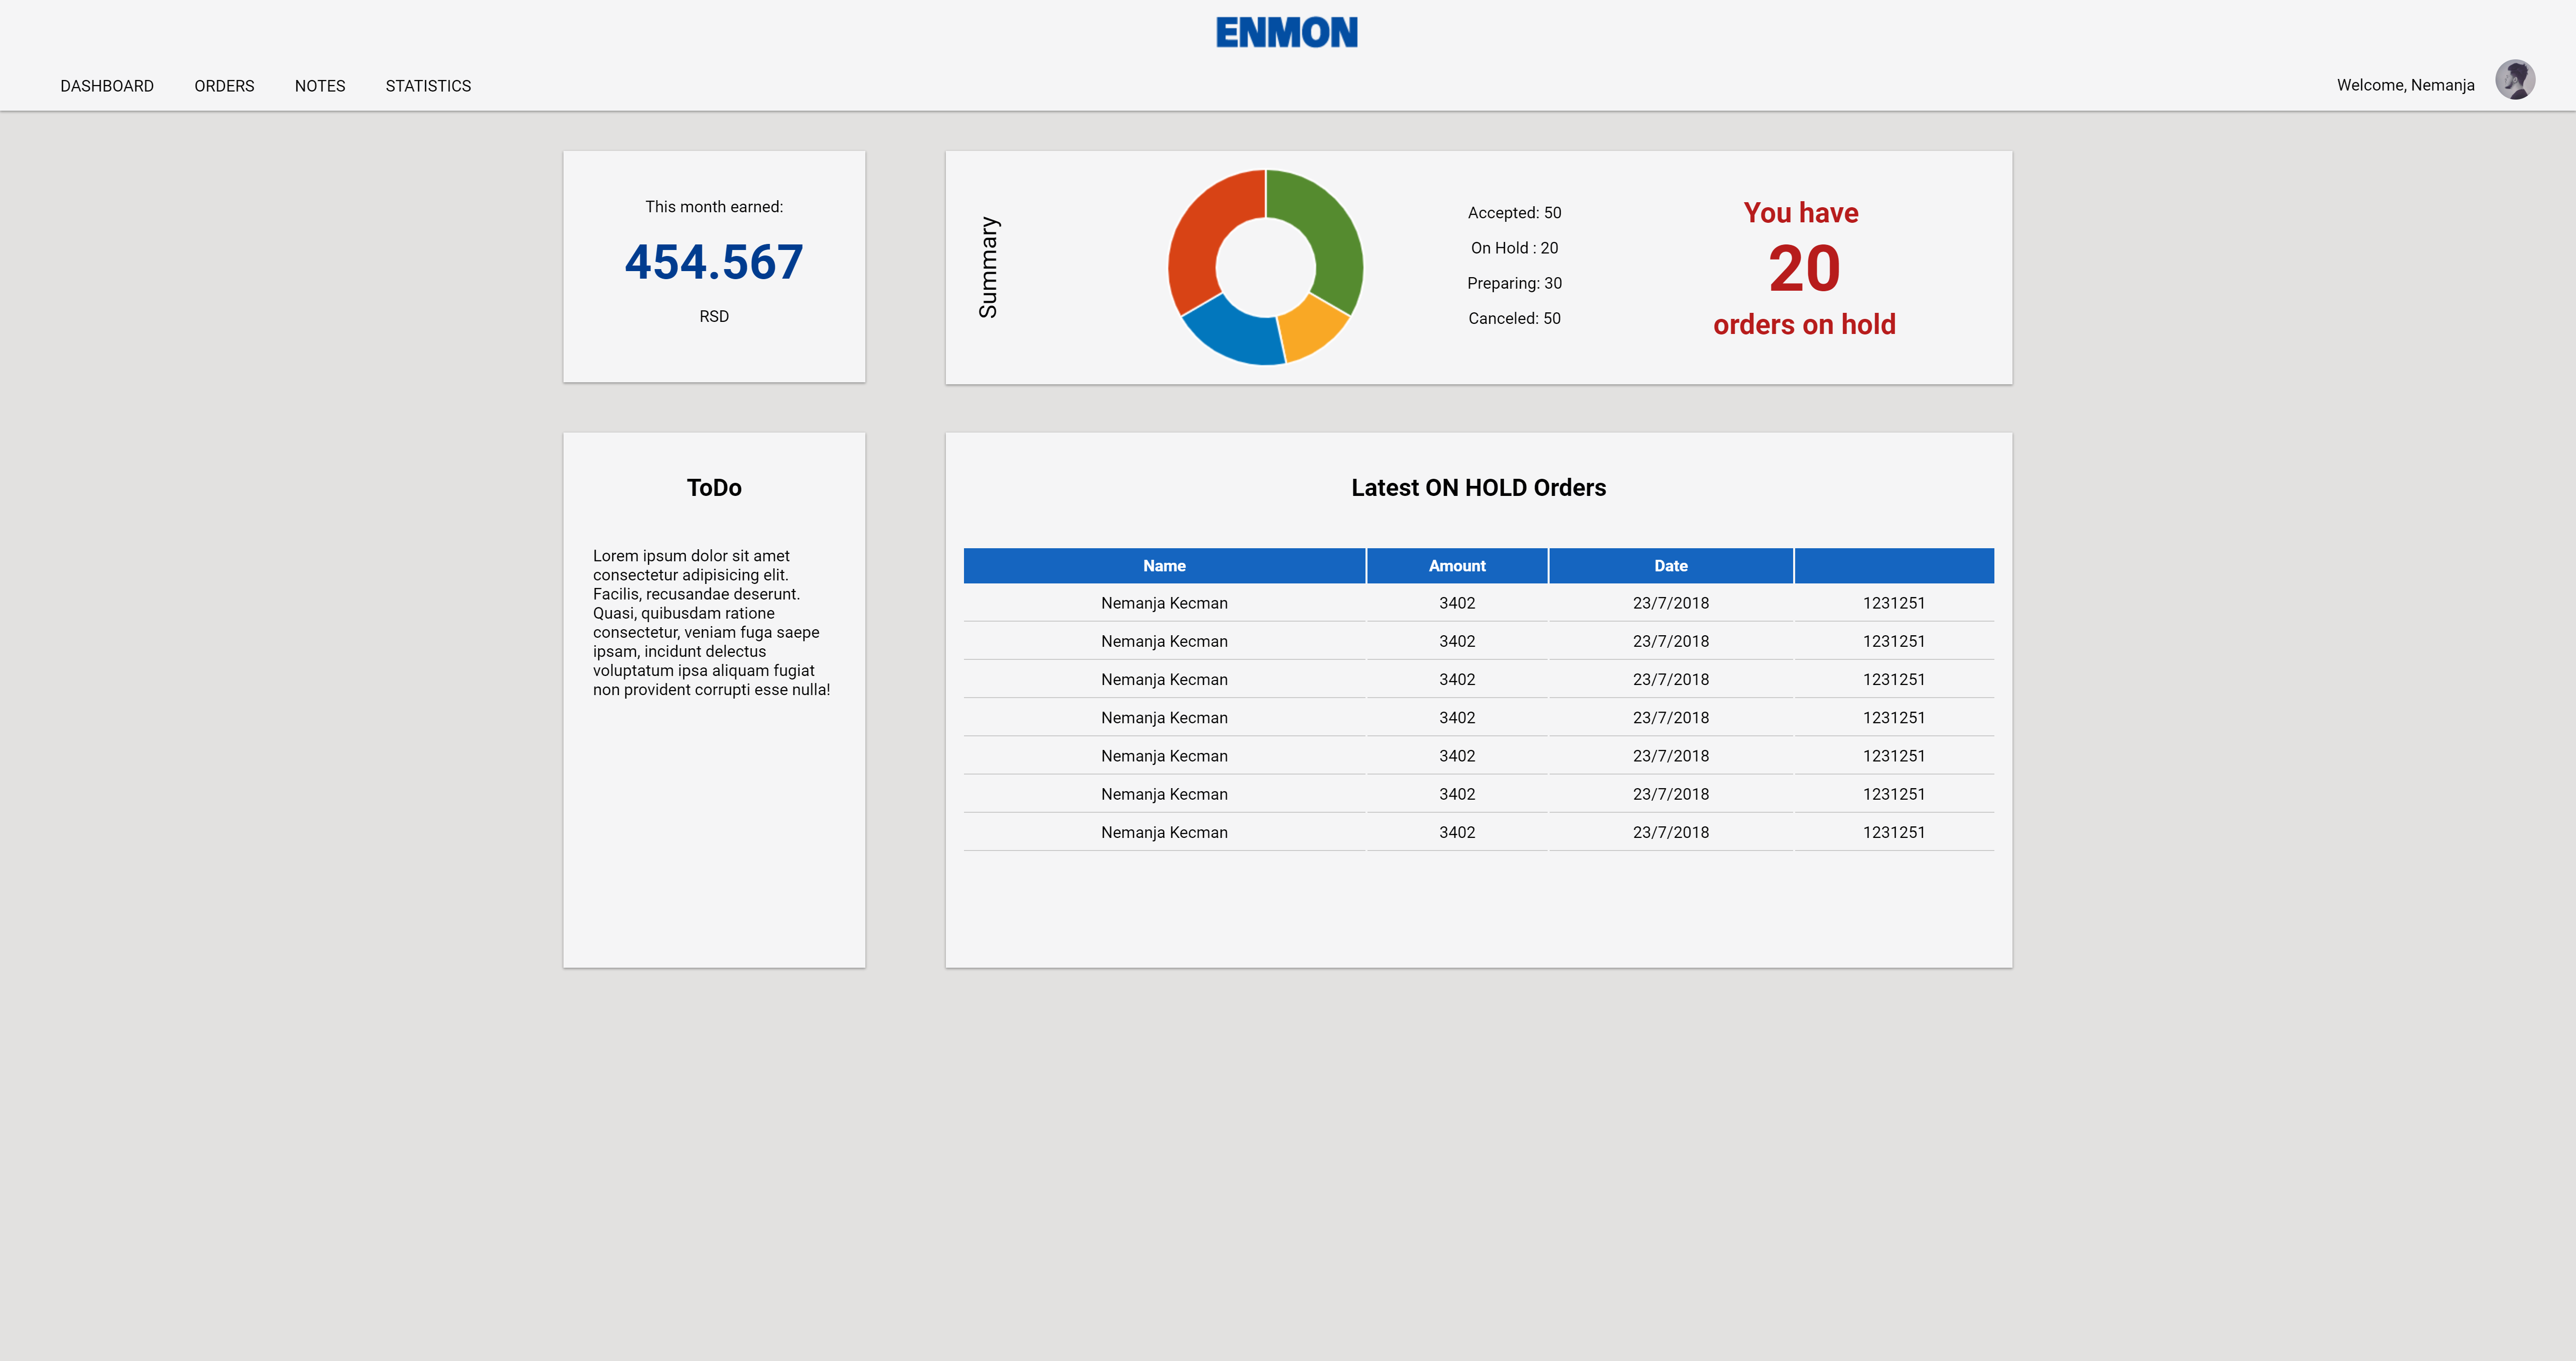 ENMON
DASHBOARD ORDERS NOTES STATISTICS
Welcome, Nemanja
This month earned:
454.567
RSD
Summary
Accepted: 50
On Hold : 20
Preparing: 30
Canceled: 50
You have
20
orders on hold
ToDo
Lorem ipsum dolor sit amet
consectetur adipisicing elit.
Facilis, recusandae deserunt.
Quasi, quibusdam ratione
consectetur, veniam fuga saepe
ipsam, incidunt delectus
voluptatum ipsa aliquam fugiat
non provident corrupti esse nulla!
Latest ON HOLD Orders
Name Amount Date
Nemanja Kecman 3402 23/7/2018 1231251
Nemanja Kecman 3402 23/7/2018 1231251
Nemanja Kecman 3402 23/7/2018 1231251
Nemanja Kecman 3402 23/7/2018 1231251
Nemanja Kecman 3402 23/7/2018 1231251
Nemanja Kecman 3402 23/7/2018 1231251
Nemanja Kecman 3402 23/7/2018 1231251